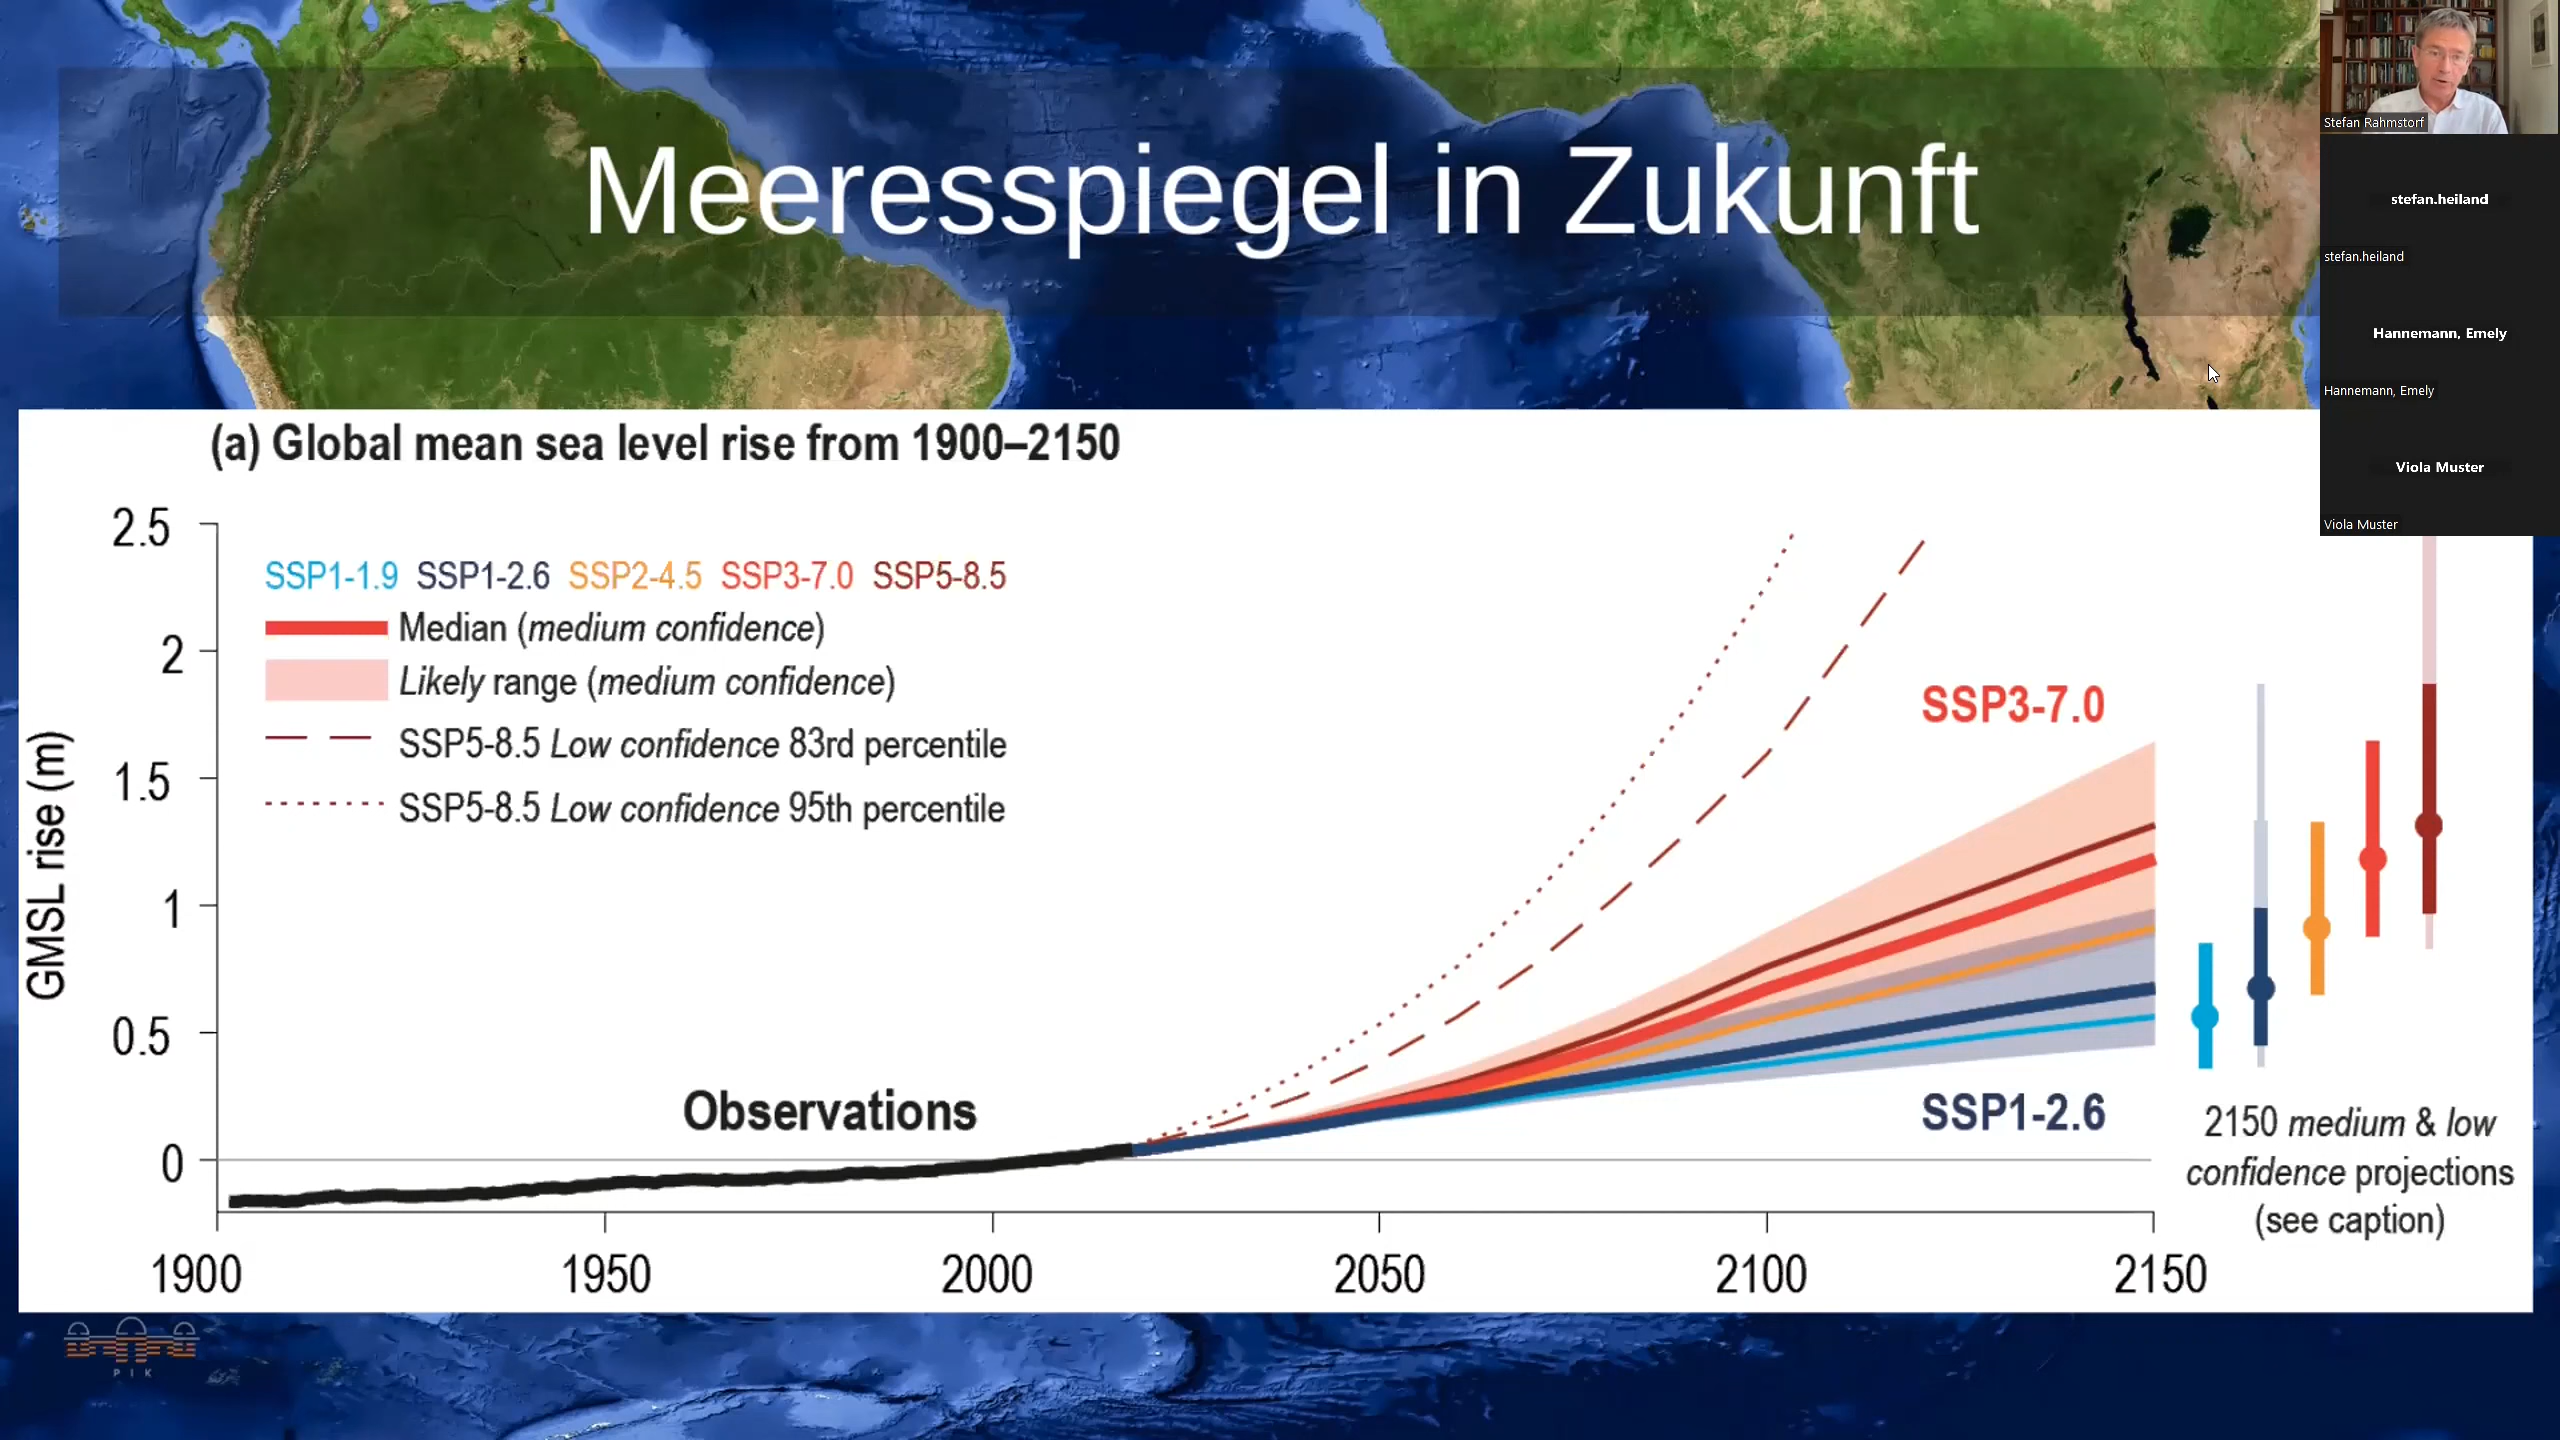 Meeresspiegel in Zukunft
Stefan Rahmstorf
stefan.heiland
stefan.heiland
Hannemann, Emely
Hannemann, Emely
Viola Muster
Viola Muster
(a) Global mean sea level rise from 1900–2150
GMSL rise (m)
2.5
2
1.5
1
0.5
0
SSP1-1.9 SSP1-2.6 SSP2-4.5 SSP3-7.0 SSP5-8.5
Median (medium confidence)
Likely range (medium confidence)
SSP5-8.5 Low confidence 83rd percentile
SSP5-8.5 Low confidence 95th percentile
SSP3-7.0
Observations
SSP1-2.6
2150 medium & low
confidence projections
(see caption)
1900 1950 2000 2050 2100 2150
PIK